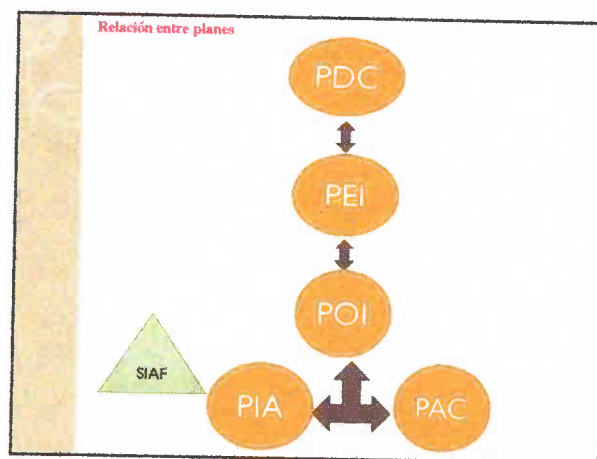 Relación entre planes
PDC
PEI
POI
SIAF
PIA
PAC